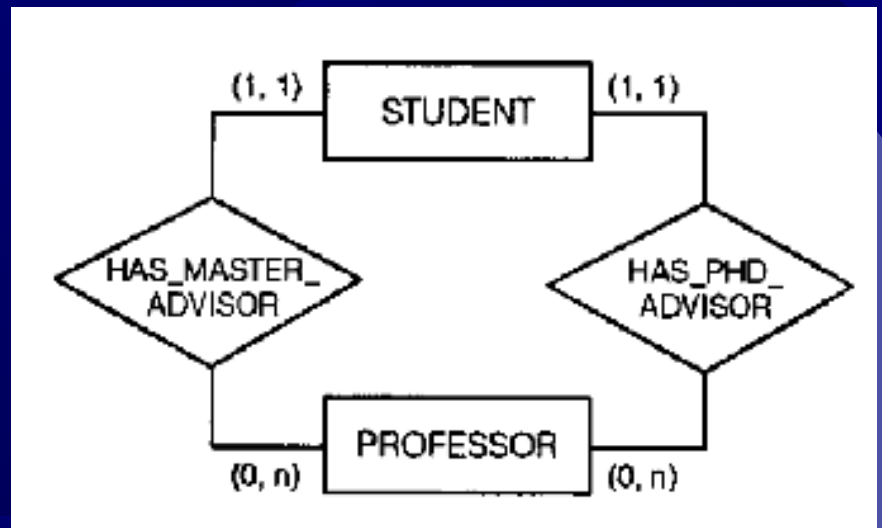 (1, 1)
STUDENT
(1, 1)
HAS_MASTER_
ADVISOR
HAS_PHD_
ADVISOR
PROFESSOR
(0, n)
(0, n)